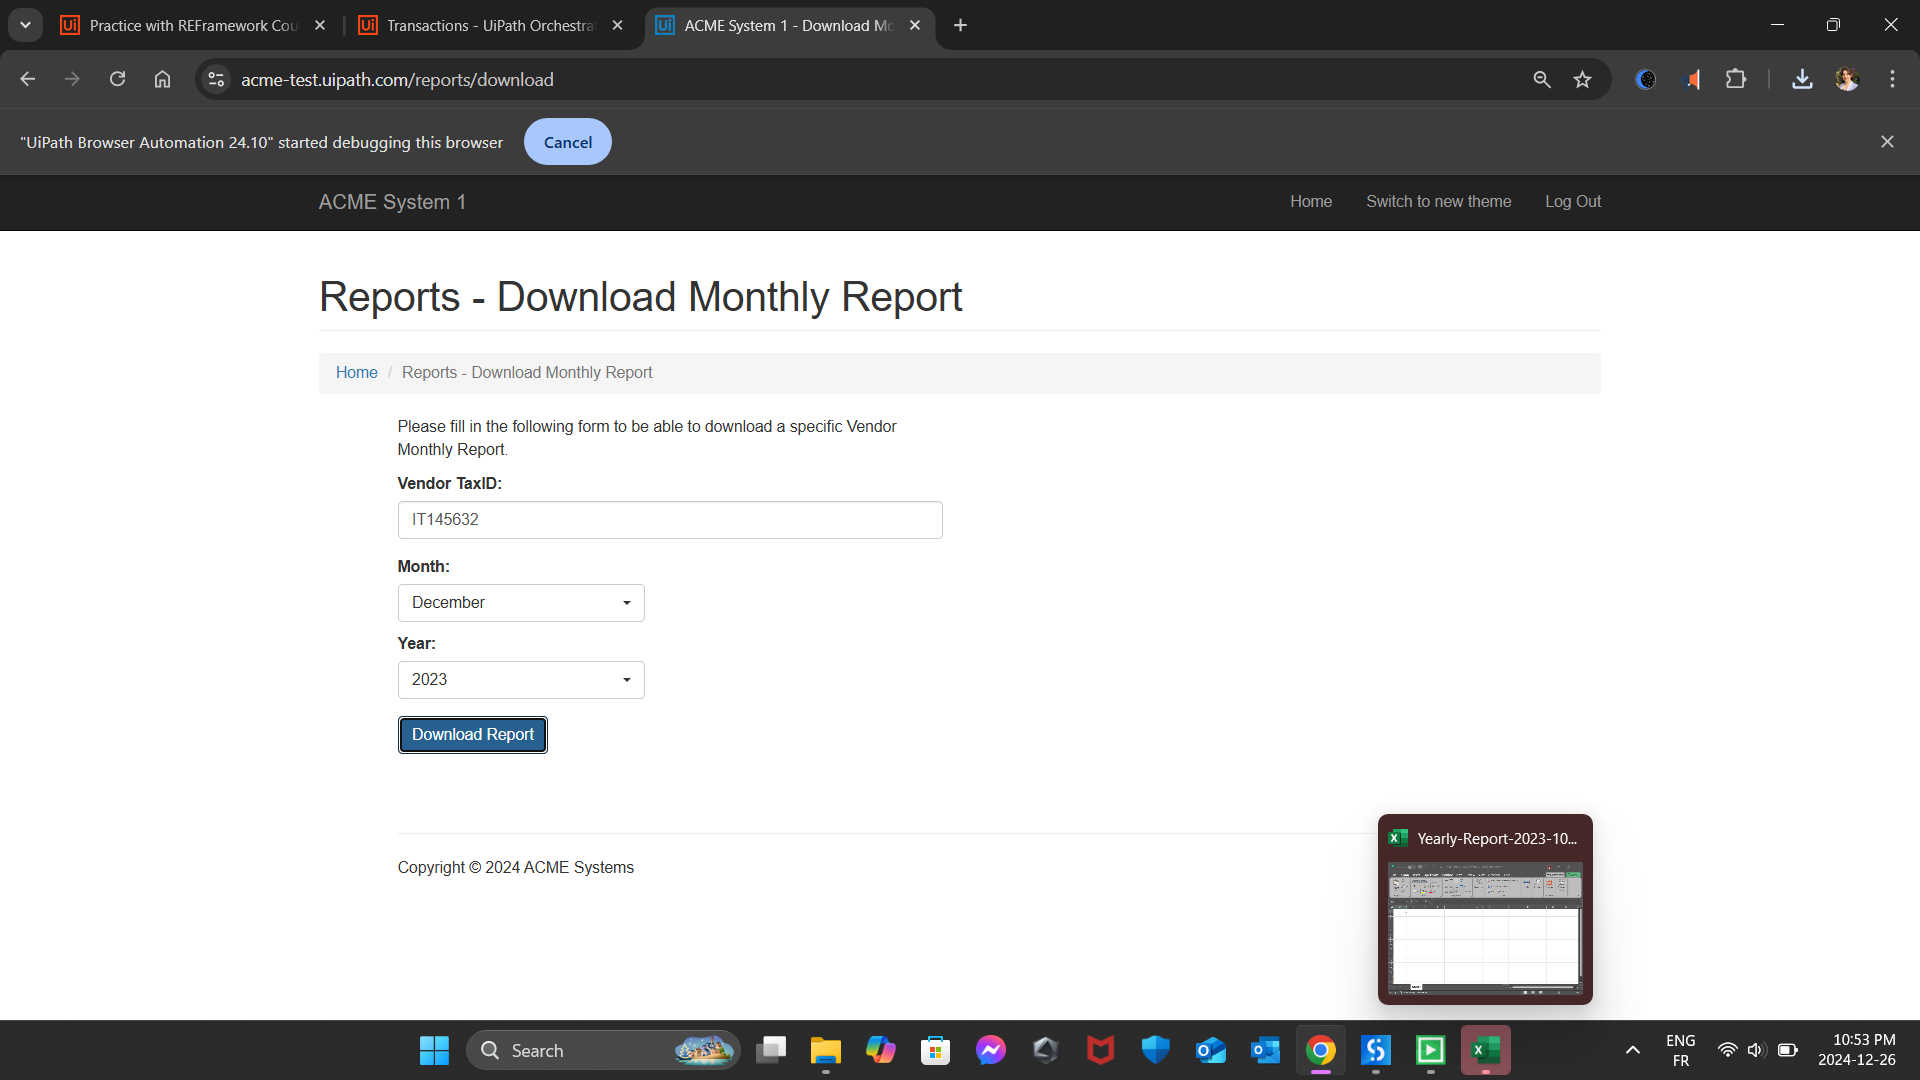 Practice with REFramework Cou
Transactions - UiPath Orchestra
ACME System 1 - Download Mo
acme-test.uipath.com/reports/download
"UiPath Browser Automation 24.10" started debugging this browser
Cancel
ACME System 1
Home
Switch to new theme
Log Out
Reports - Download Monthly Report
Home / Reports - Download Monthly Report
Please fill in the following form to be able to download a specific Vendor
Monthly Report.
Vendor TaxID:
IT145632
Month:
December
Year:
2023
Download Report
Copyright © 2024 ACME Systems
Yearly-Report-2023-10...
Search
ENG
FR
10:53 PM
2024-12-26